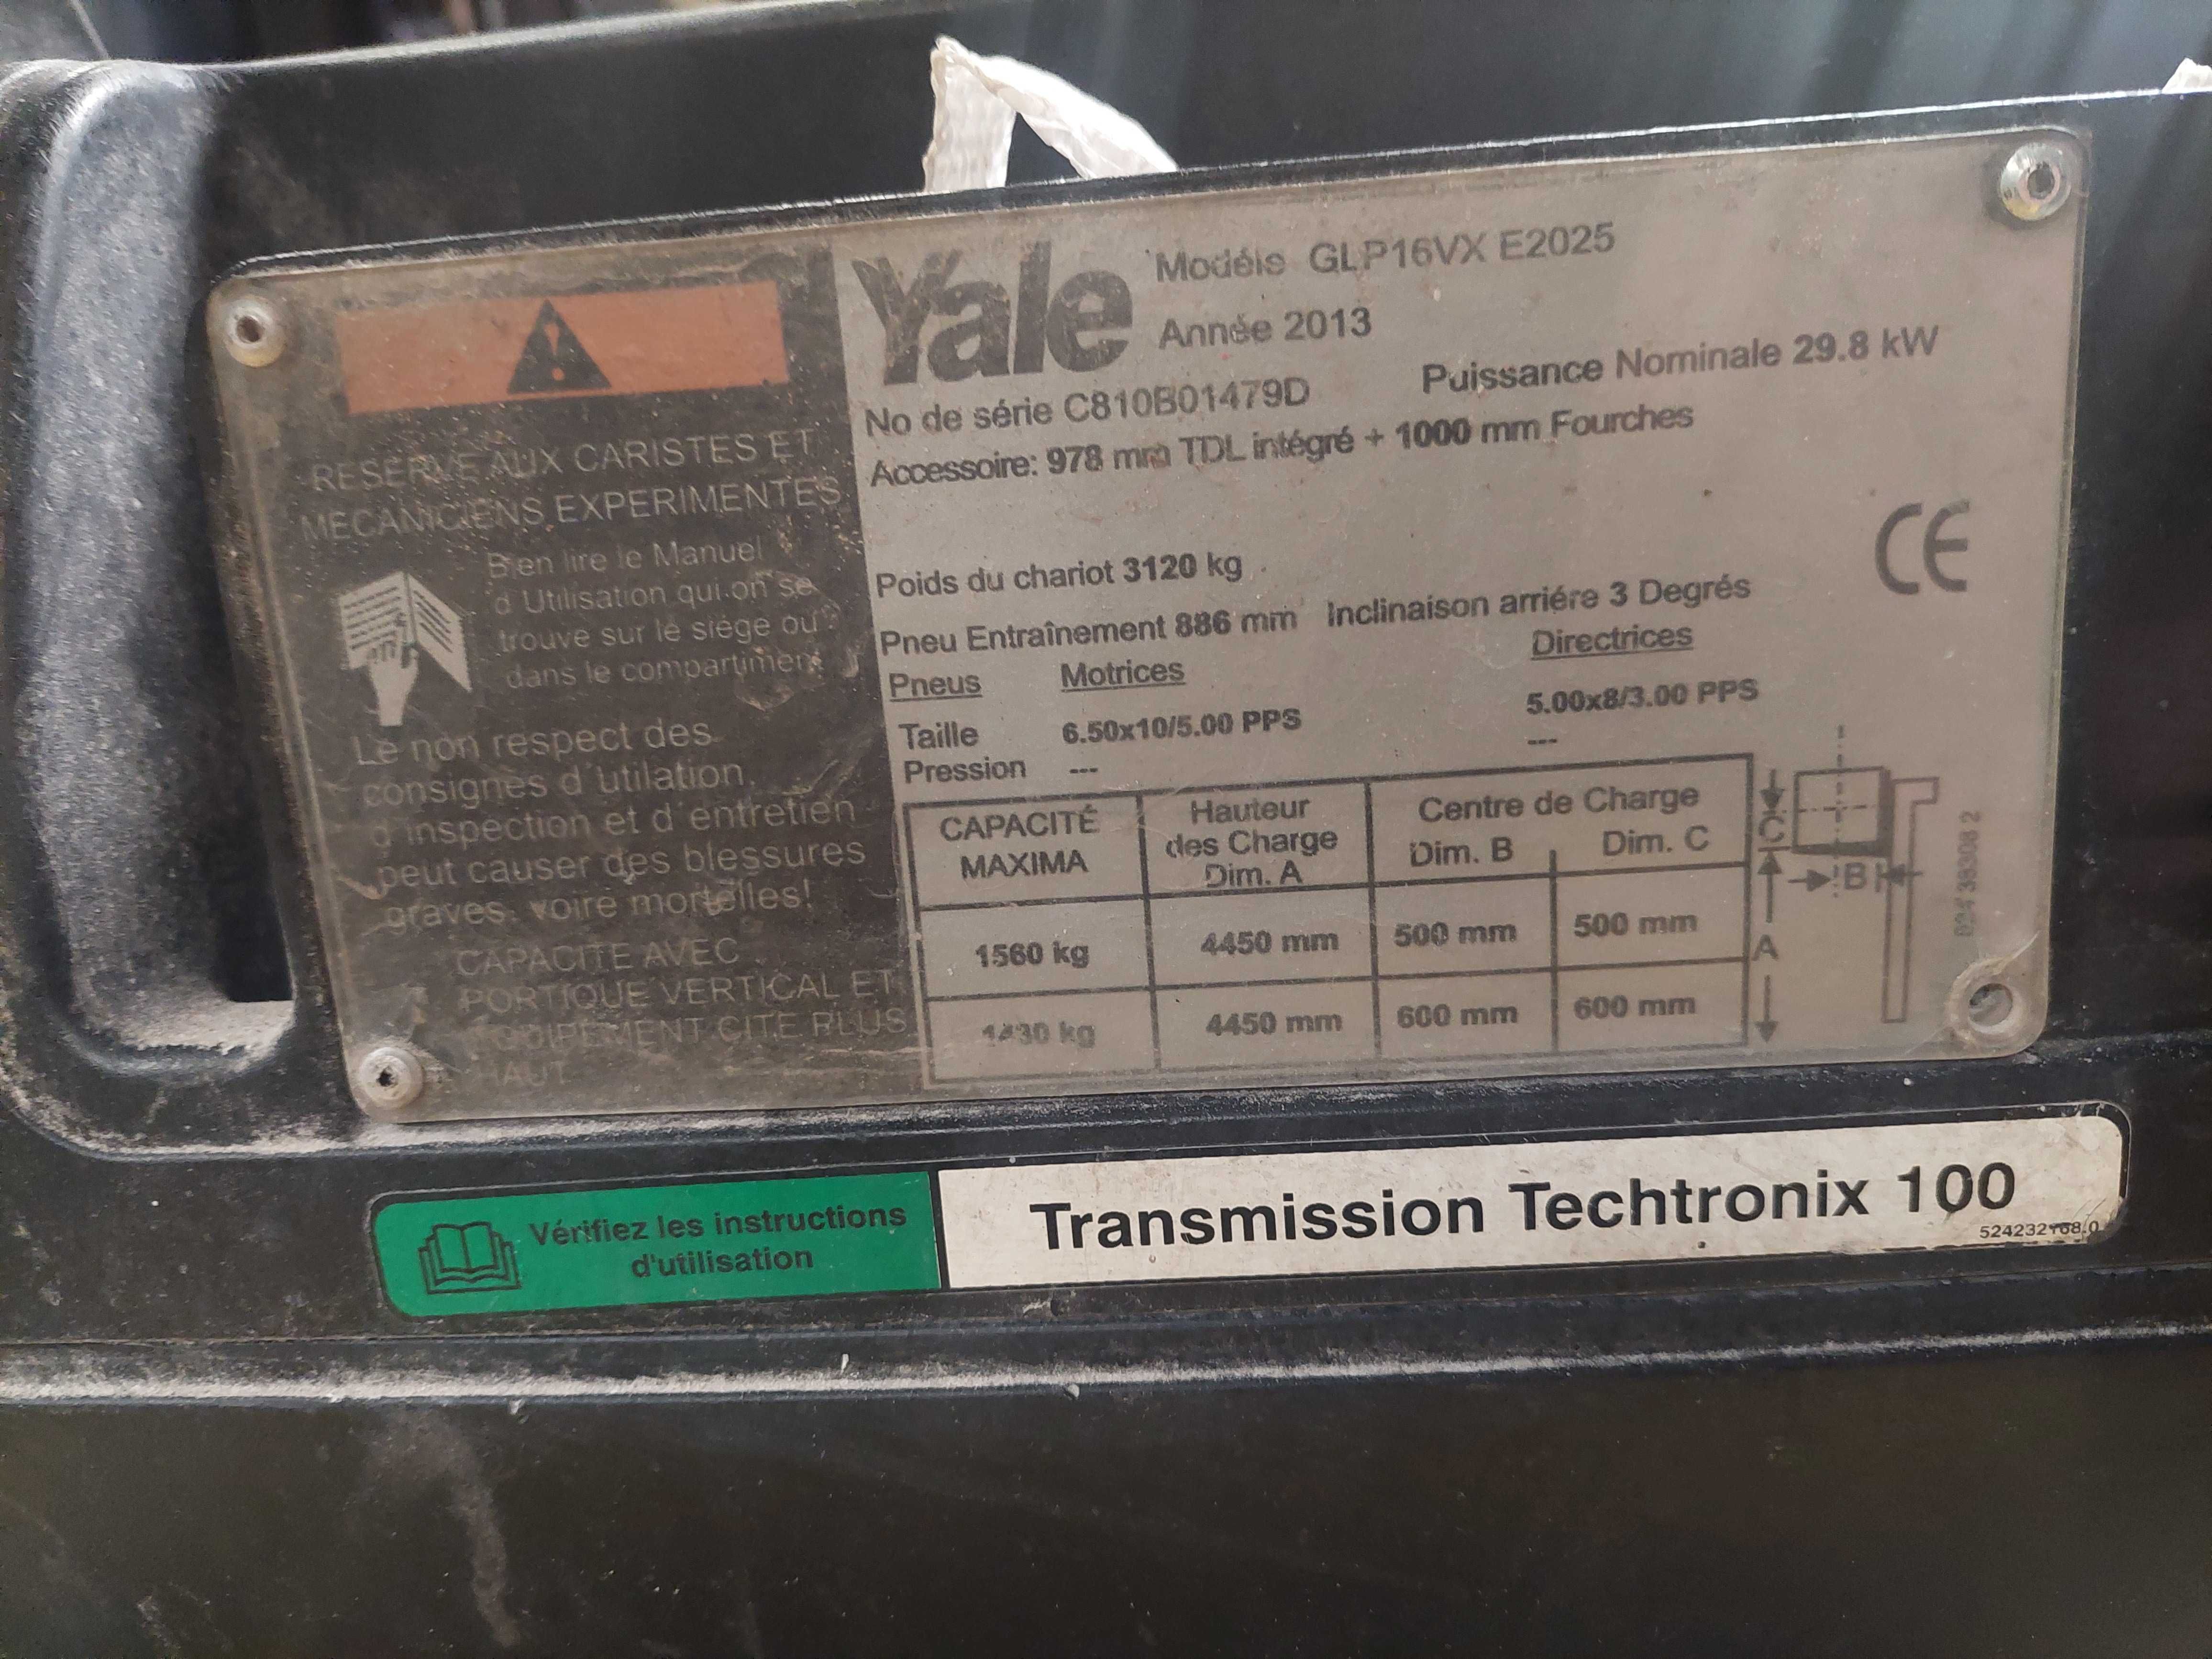 RESERVE AUX CARISTES ET
MECANICIENS EXPERIMENTES
Bien lire le Manuel
d'Utilisation qui on se
trouve sur le siège ou
dans le compartiment
Le non respect des
consignes d'utilation,
d'inspection et d'entretien
peut causer des blessures
graves, voire mortelles!
CAPACITE AVEC
PORTIQUE VERTICAL ET
EQUIPEMENT CITE PLUS
HAUT
Yale
Modéle GLP16VX E2025
Année 2013
Puissance Nominale 29.8 kW
No de série C810B01479D
Accessoire: 978 mm TDL intégré + 1000 mm Fourches
CE
Poids du chariot 3120 kg
Pneu Entraînement 886 mm Inclinaison arriére 3 Degrés
Pneus Motrices Directrices
Taille 6.50x10/5.00 PPS 5.00x8/3.00 PPS
Pression --- ---
CAPACITÉ MAXIMA Hauteur des Charge Dim. A Centre de Charge Dim. B Dim. C
1560 kg 4450 mm 500 mm 500 mm
1430 kg 4450 mm 600 mm 600 mm
C
B
A
Vérifiez les instructions
d'utilisation
Transmission Techtronix 100